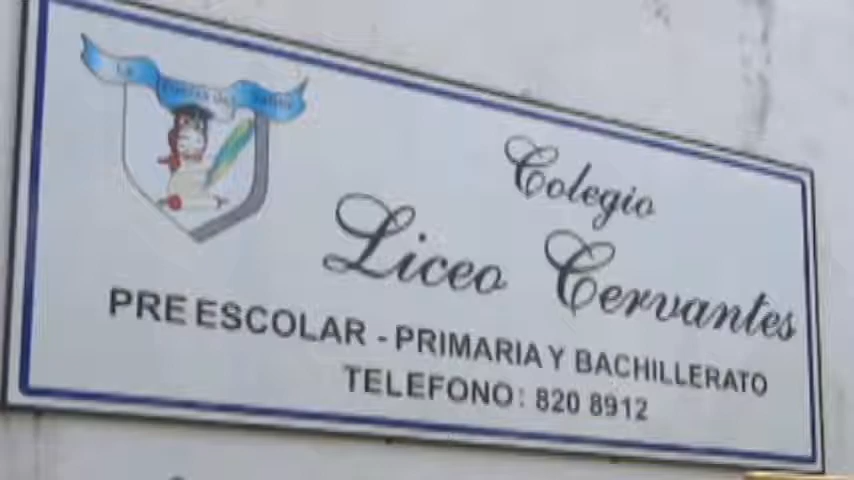 Colegio
Liceo Cervantes
PRE ESCOLAR - PRIMARIA Y BACHILLERATO
TELEFONO: 820 8912